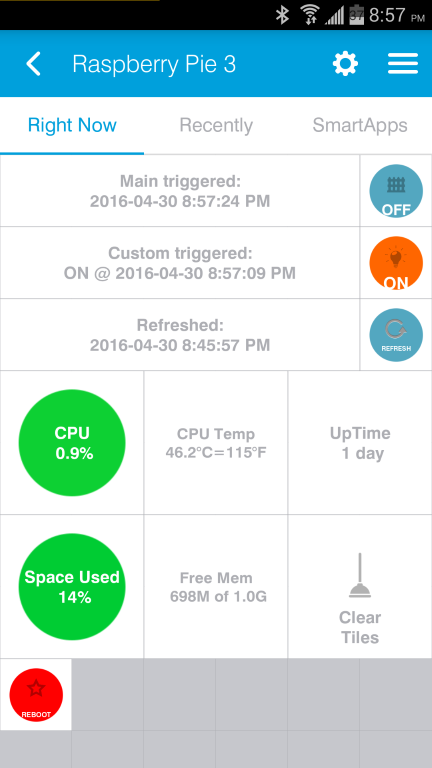 8:57 PM
Raspberry Pie 3
Right Now
Recently
SmartApps
Main triggered:
2016-04-30 8:57:24 PM
OFF
Custom triggered:
ON @ 2016-04-30 8:57:09 PM
ON
Refreshed:
2016-04-30 8:45:57 PM
REFRESH
CPU
0.9%
CPU Temp
46.2°C=115°F
UpTime
1 day
Space Used
14%
Free Mem
698M of 1.0G
Clear
Tiles
REBOOT